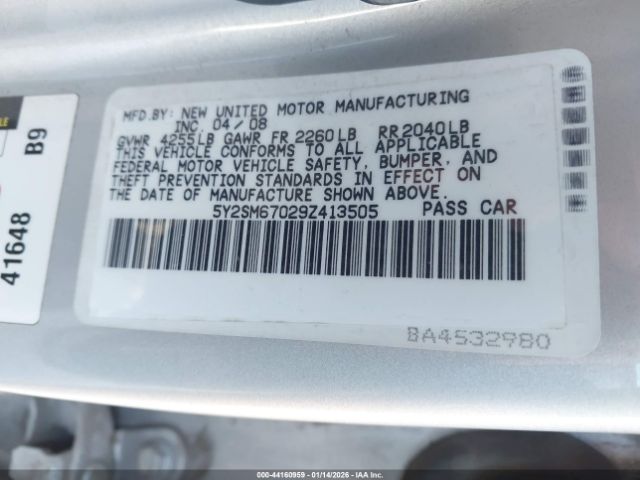 MFD.BY: NEW UNITED MOTOR MANUFACTURING
INC. 04/08
GVWR 4255LB GAWR FR 2260LB RR 2040LB
THIS VEHICLE CONFORMS TO ALL APPLICABLE
FEDERAL MOTOR VEHICLE SAFETY, BUMPER, AND
THEFT PREVENTION STANDARDS IN EFFECT ON
THE DATE OF MANUFACTURE SHOWN ABOVE.
5Y2SM67029Z413505 PASS CAR
BA4532980
41648 B9
000-44160959 — 01/14/2026 — IAAI.CA